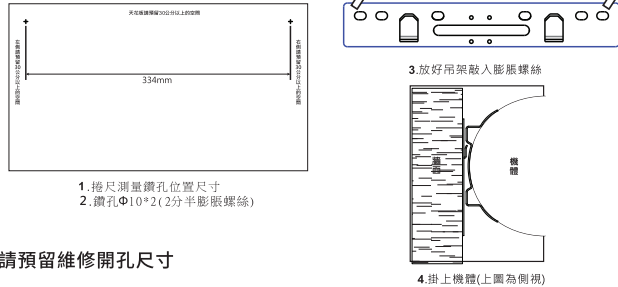 天花板請預留30公分以上的空間
左側請預留30公分以上的空間
右側請預留30公分以上的空間
334mm
1.捲尺測量鑽孔位置尺寸
2.鑽孔Φ10*2(2分半膨脹螺絲)
3.放好吊架敲入膨脹螺絲
牆面
機體
4.掛上機體(上圖為側視)
請預留維修開孔尺寸